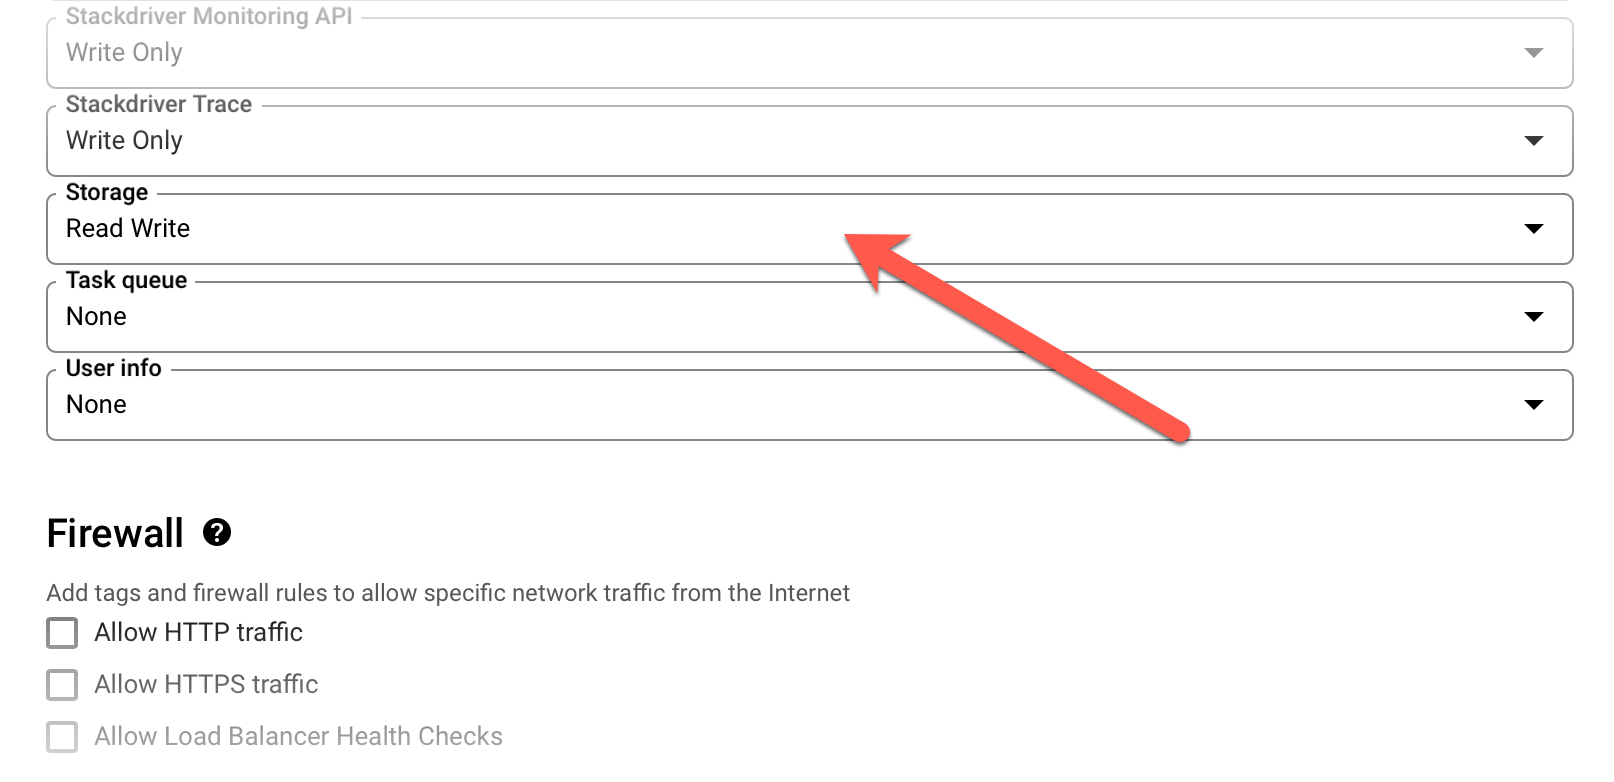 Stackdriver Monitoring API
Write Only
Stackdriver Trace
Write Only
Storage
Read Write
Task queue
None
User info
None
Firewall
Add tags and firewall rules to allow specific network traffic from the Internet
Allow HTTP traffic
Allow HTTPS traffic
Allow Load Balancer Health Checks